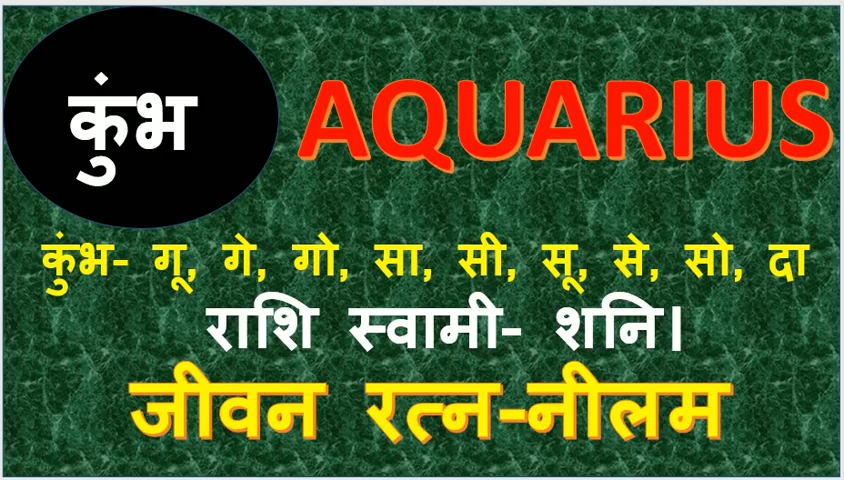 कुंभ
AQUARIUS
कुंभ- गू, गे, गो, सा, सी, सू, से, सो, दा
राशि स्वामी- शनि।
जीवन रत्न-नीलम